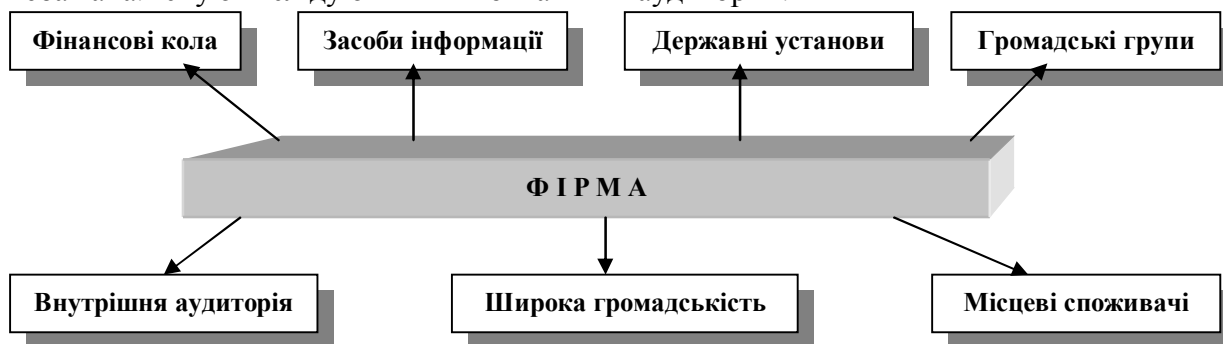 Фінансові кола
Засоби інформації
Державні установи
Громадські групи
Ф І Р М А
Внутрішня аудиторія
Широка громадськість
Місцеві споживачі